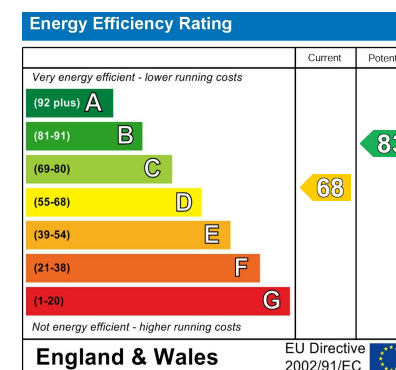 Energy Efficiency Rating
Current
Very energy efficient - lower running costs
(92 plus) A
(81-91) B
83
(69-80) C
(55-68) D
68
(39-54) E
(21-38) F
(1-20) G
Not energy efficient - higher running costs
England & Wales
EU Directive
2002/91/EC